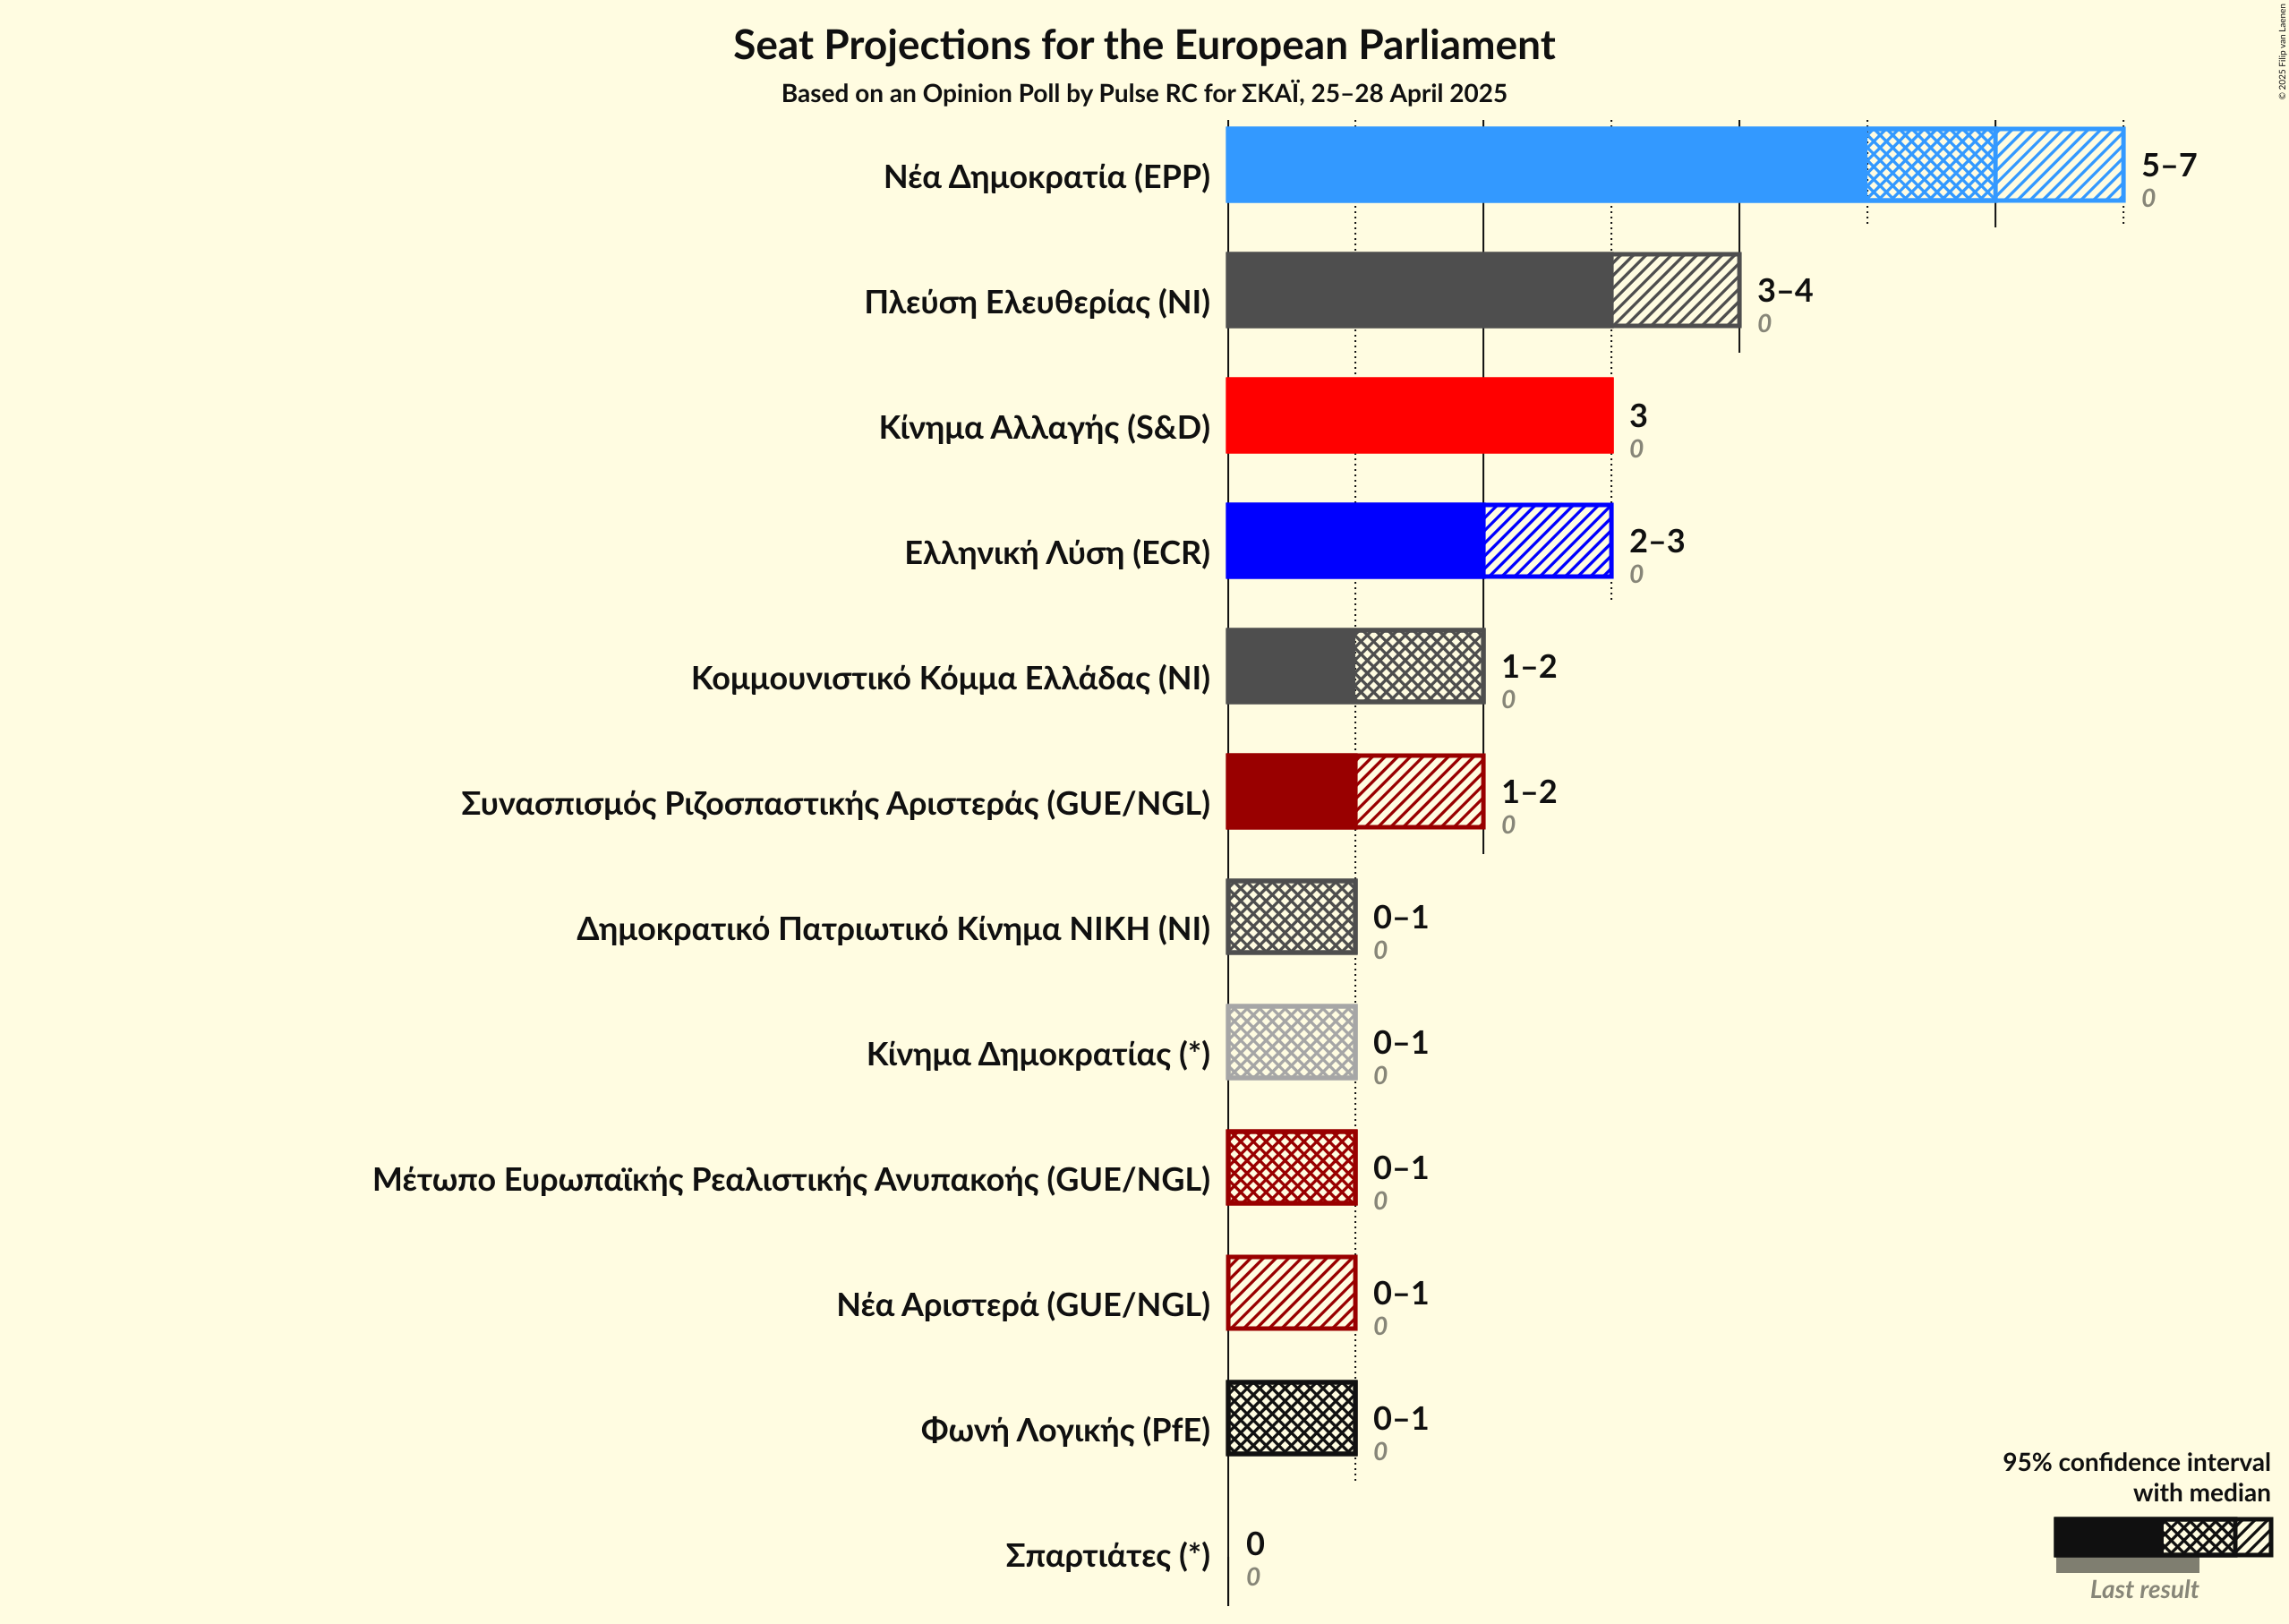 Seat Projections for the European Parliament
Based on an Opinion Poll by Pulse RC for ΣΚΑΪ, 25–28 April 2025
© 2025 Filip van Laenen
Νέα Δημοκρατία (EPP)
5–7
0
Πλεύση Ελευθερίας (NI)
3–4
0
Κίνημα Αλλαγής (S&D)
3
0
Ελληνική Λύση (ECR)
2–3
0
Κομμουνιστικό Κόμμα Ελλάδας (NI)
1–2
0
Συνασπισμός Ριζοσπαστικής Αριστεράς (GUE/NGL)
1–2
0
Δημοκρατικό Πατριωτικό Κίνημα ΝΙΚΗ (NI)
0–1
0
Κίνημα Δημοκρατίας (*)
0–1
0
Μέτωπο Ευρωπαϊκής Ρεαλιστικής Ανυπακοής (GUE/NGL)
0–1
0
Νέα Αριστερά (GUE/NGL)
0–1
0
Φωνή Λογικής (PfE)
0–1
0
Σπαρτιάτες (*)
0
0
95% confidence interval
with median
Last result